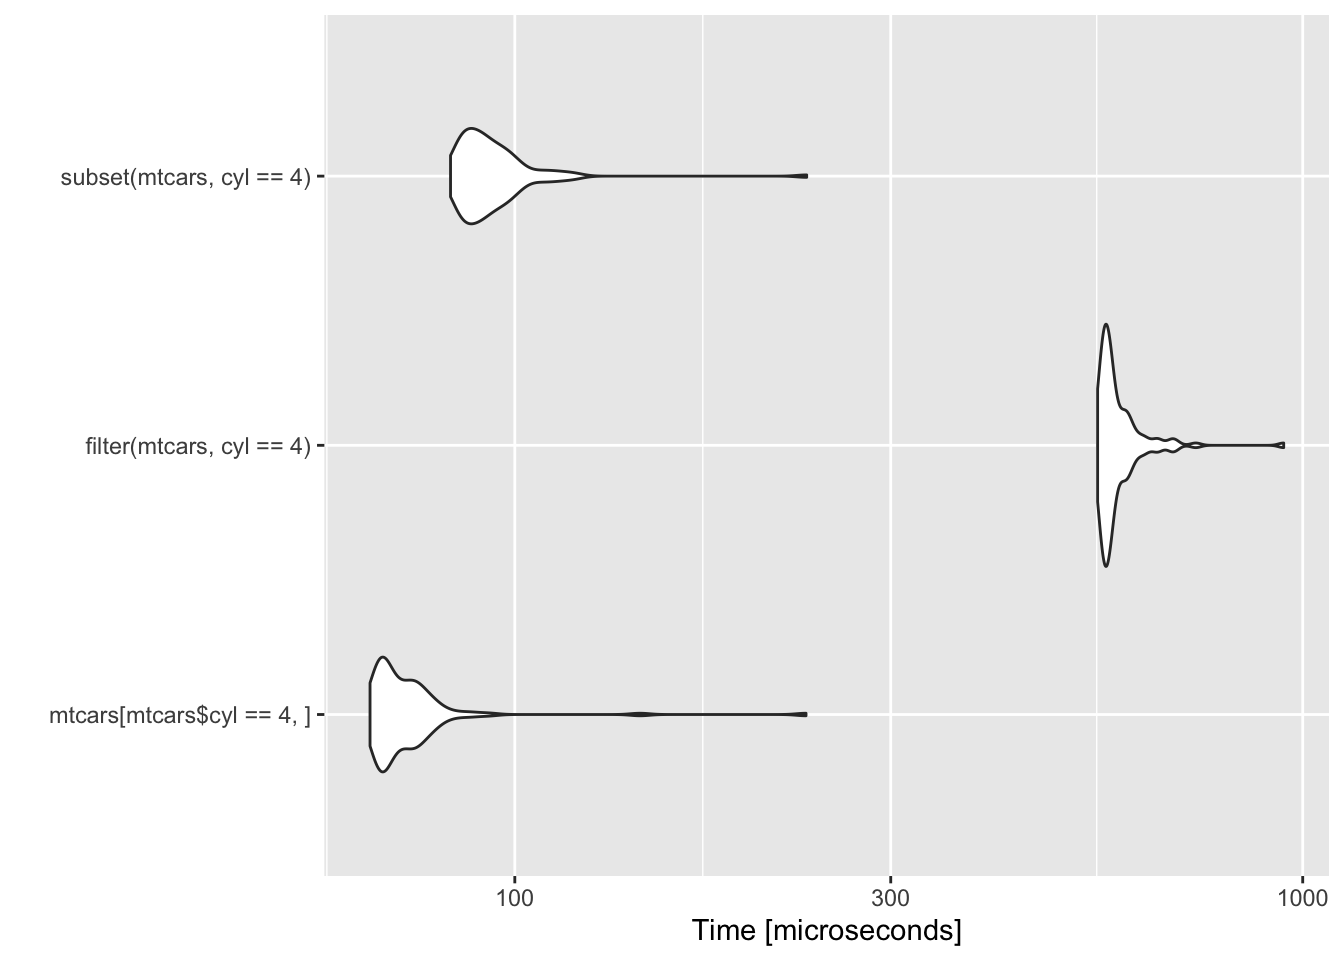 subset(mtcars, cyl == 4)
filter(mtcars, cyl == 4)
mtcars[mtcars$cyl == 4, ]
100
300
1000
Time [microseconds]